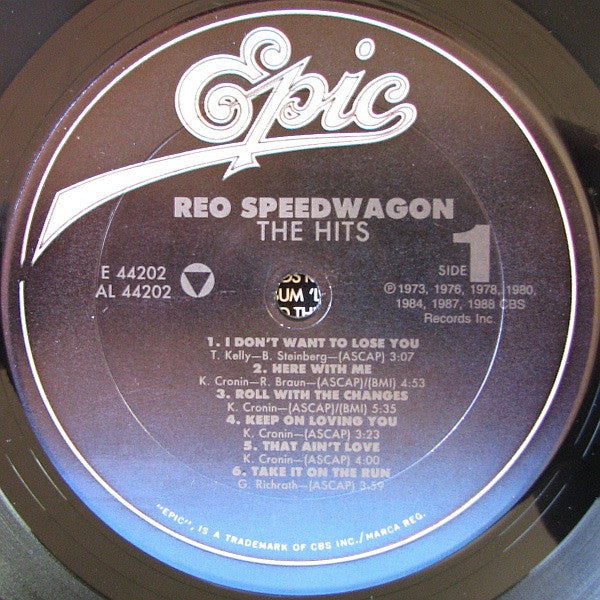 Epic
REO SPEEDWAGON
THE HITS
E 44202
AL 44202
SIDE 1
℗1973, 1976, 1978, 1980,
1984, 1987, 1988 CBS
Records Inc.
UM 'L
1. I DON'T WANT TO LOSE YOU
T. Kelly—B. Steinberg—(ASCAP) 3:07
2. HERE WITH ME
K. Cronin—R. Braun—(ASCAP)/(BMI) 4:53
3. ROLL WITH THE CHANGES
K. Cronin—(ASCAP)/(BMI) 5:35
4. KEEP ON LOVING YOU
K. Cronin—(ASCAP) 3:23
5. THAT AIN'T LOVE
K. Cronin—(ASCAP) 4:00
6. TAKE IT ON THE RUN
G. Richrath—(ASCAP) 3:59
"EPIC", IS A TRADEMARK OF CBS INC./MARCA REG.